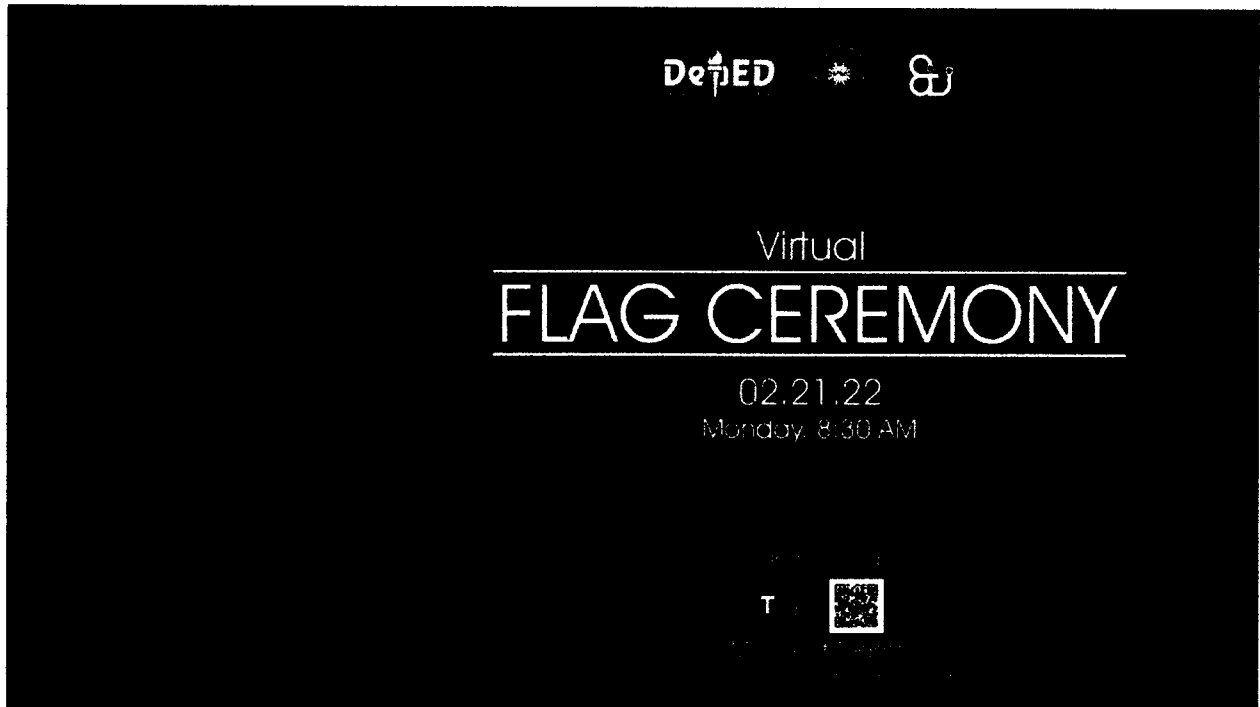 DepED
Virtual
FLAG CEREMONY
02.21.22
Monday, 8:30 AM
T